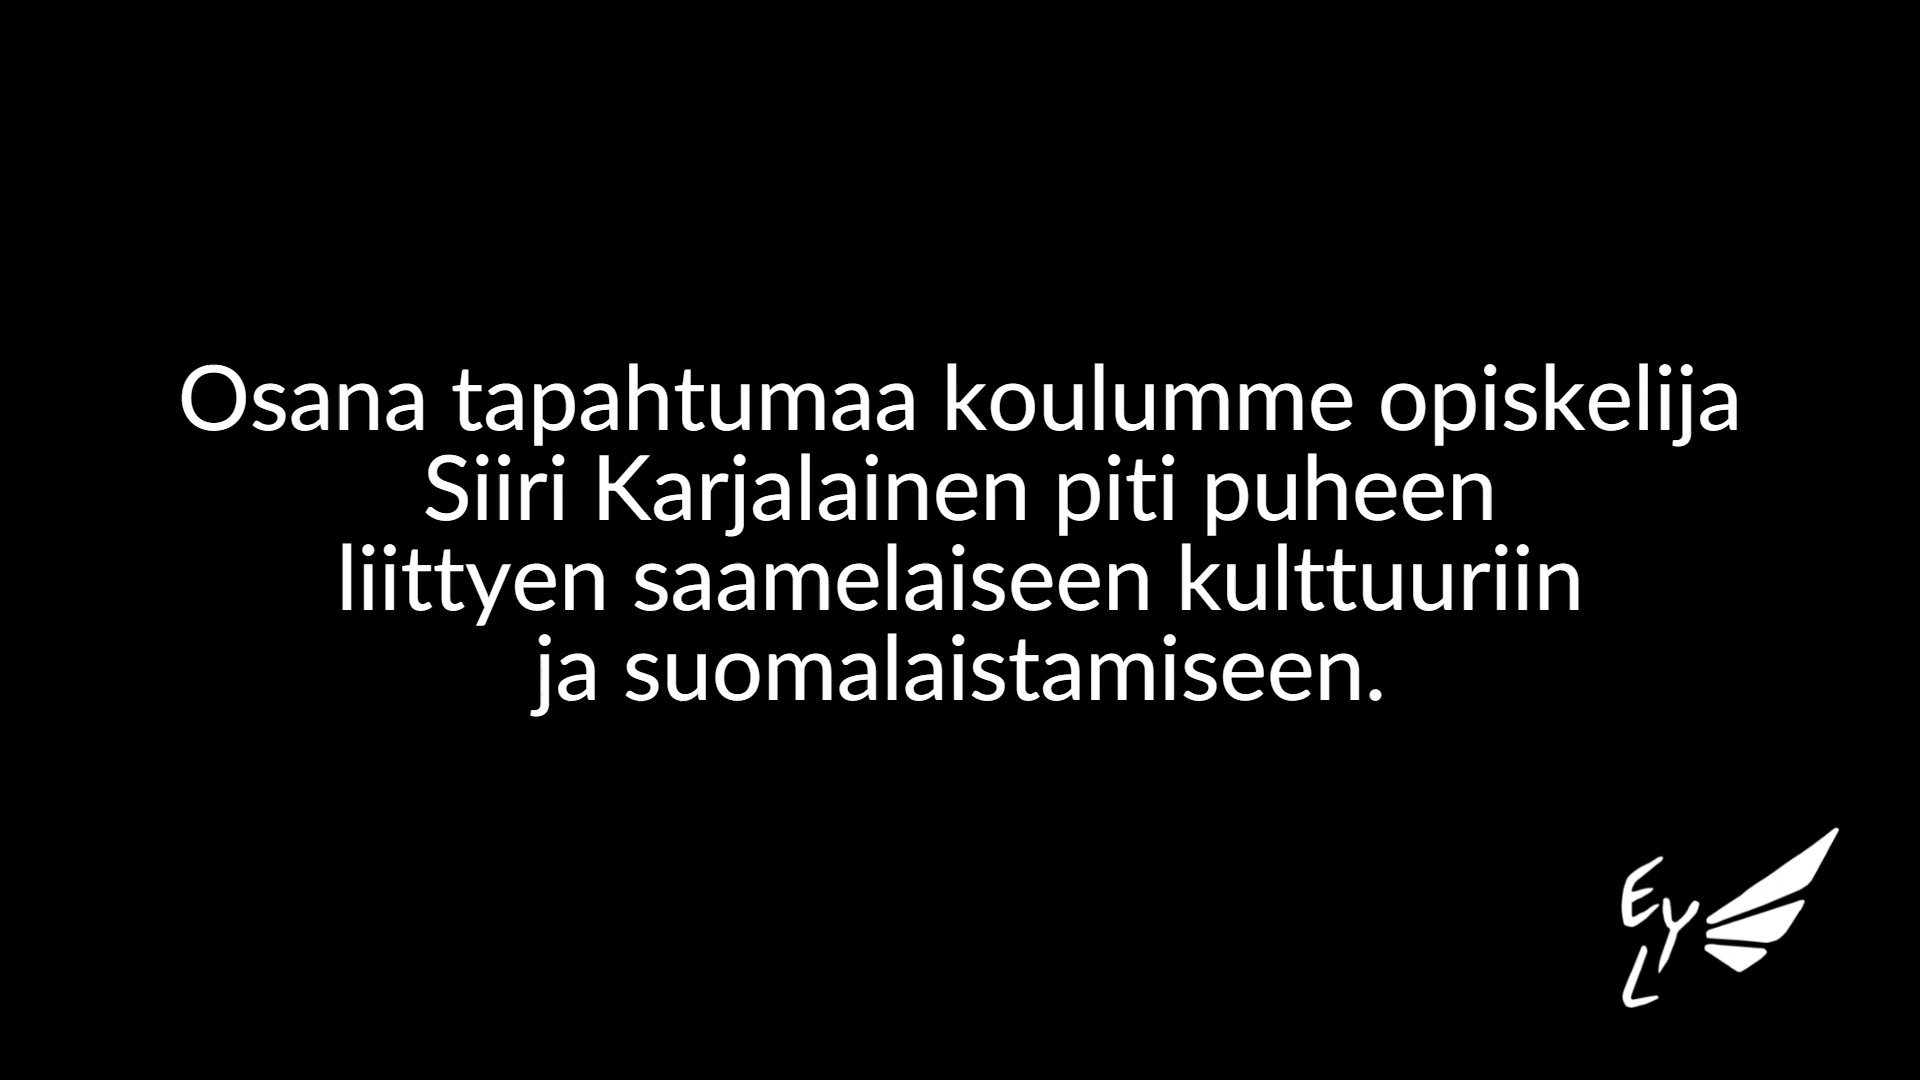 Osana tapahtumaa koulumme opiskelija
Siiri Karjalainen piti puheen
liittyen saamelaiseen kulttuuriin
ja suomalaistamiseen.
EYL